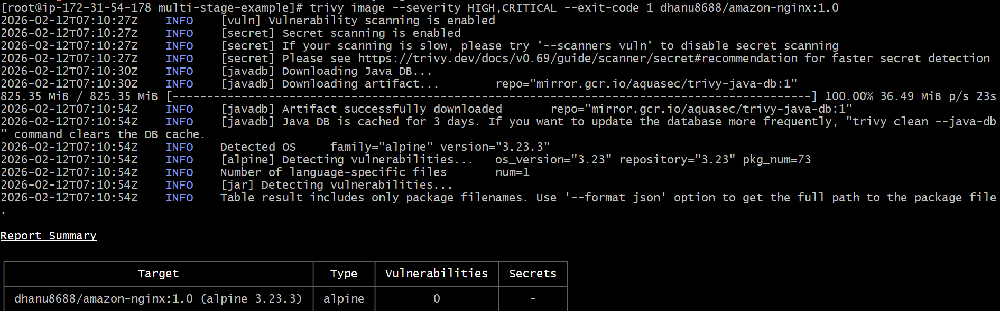 [root@ip-172-31-54-178 multi-stage-example]# trivy image --severity HIGH,CRITICAL --exit-code 1 dhanu8688/amazon-nginx:1.0
2026-02-12T07:10:27Z    INFO    [vuln] Vulnerability scanning is enabled
2026-02-12T07:10:27Z    INFO    [secret] Secret scanning is enabled
2026-02-12T07:10:27Z    INFO    [secret] If your scanning is slow, please try '--scanners vuln' to disable secret scanning
2026-02-12T07:10:27Z    INFO    [secret] Please see https://trivy.dev/docs/v0.69/guide/scanner/secret#recommendation for faster secret detection
2026-02-12T07:10:30Z    INFO    [javadb] Downloading Java DB...
2026-02-12T07:10:30Z    INFO    [javadb] Downloading artifact...        repo="mirror.gcr.io/aquasec/trivy-java-db:1"
825.35 MiB / 825.35 MiB [---------------------------------------------------------------------------------------------] 100.00% 36.49 MiB p/s 23s
2026-02-12T07:10:54Z    INFO    [javadb] Artifact successfully downloaded       repo="mirror.gcr.io/aquasec/trivy-java-db:1"
2026-02-12T07:10:54Z    INFO    [javadb] Java DB is cached for 3 days. If you want to update the database more frequently, "trivy clean --java-db
" command clears the DB cache.
2026-02-12T07:10:54Z    INFO    Detected OS     family="alpine" version="3.23.3"
2026-02-12T07:10:54Z    INFO    [alpine] Detecting vulnerabilities...   os_version="3.23" repository="3.23" pkg_num=73
2026-02-12T07:10:54Z    INFO    Number of language-specific files       num=1
2026-02-12T07:10:54Z    INFO    [jar] Detecting vulnerabilities...
2026-02-12T07:10:54Z    INFO    Table result includes only package filenames. Use '--format json' option to get the full path to the package file
.
Report Summary
Target Type Vulnerabilities Secrets
dhanu8688/amazon-nginx:1.0 (alpine 3.23.3) alpine 0 -